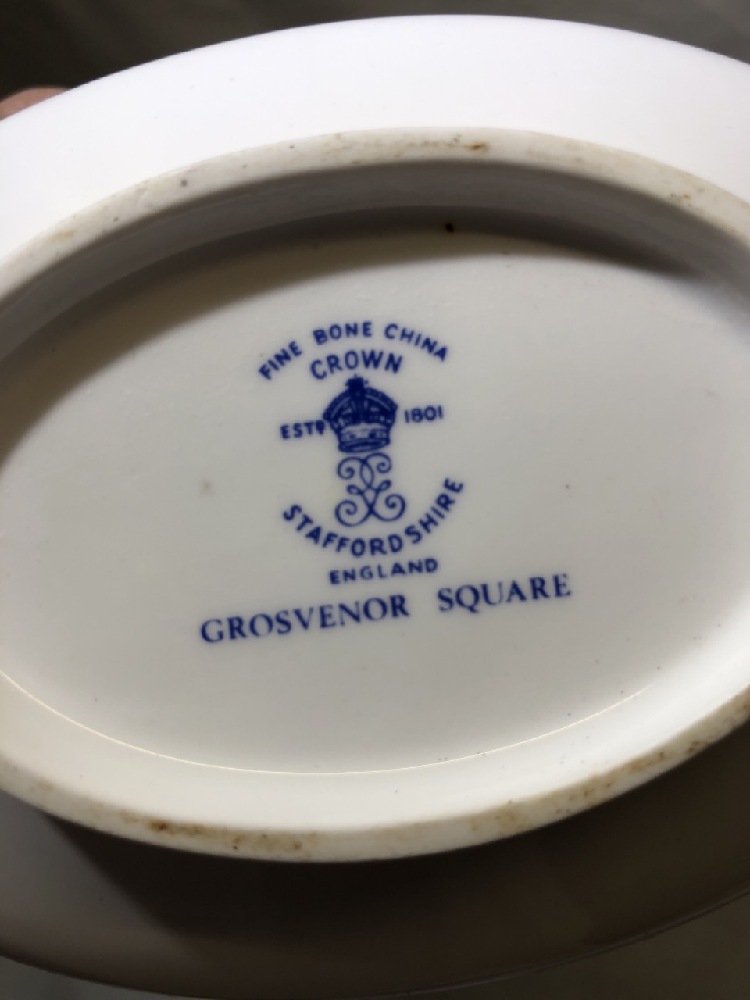 FINE BONE CHINA
CROWN
ESTD 1801
STAFFORDSHIRE
ENGLAND
GROSVENOR SQUARE